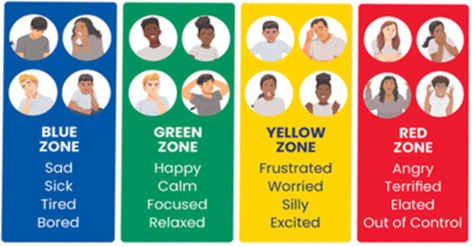 BLUE
ZONE
Sad
Sick
Tired
Bored
GREEN
ZONE
Happy
Calm
Focused
Relaxed
YELLOW
ZONE
Frustrated
Worried
Silly
Excited
RED
ZONE
Angry
Terrified
Elated
Out of Control